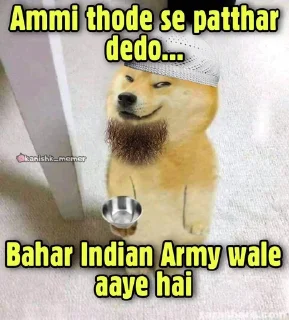 Ammi thode se patthar
dedo...
@kanishk_memer
Bahar Indian Army wale
aaye hai